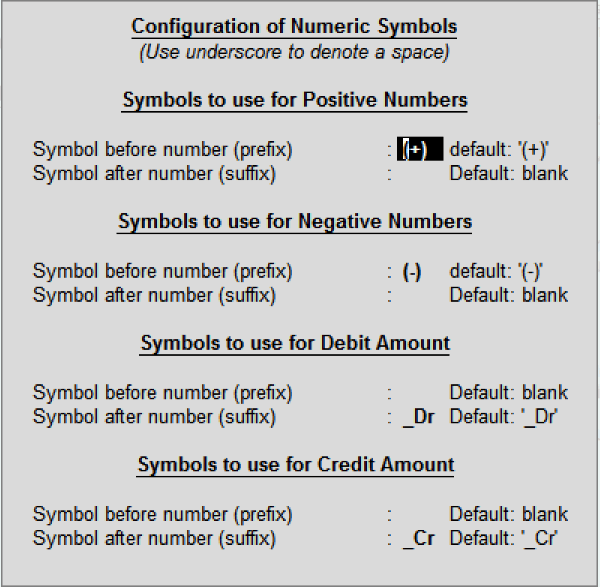 Configuration of Numeric Symbols
(Use underscore to denote a space)
Symbols to use for Positive Numbers
Symbol before number (prefix) : (+) default: '(+)'
Symbol after number (suffix) : Default: blank
Symbols to use for Negative Numbers
Symbol before number (prefix) : (-) default: '(-)'
Symbol after number (suffix) : Default: blank
Symbols to use for Debit Amount
Symbol before number (prefix) : Default: blank
Symbol after number (suffix) : _Dr Default: '_Dr'
Symbols to use for Credit Amount
Symbol before number (prefix) : Default: blank
Symbol after number (suffix) : _Cr Default: '_Cr'